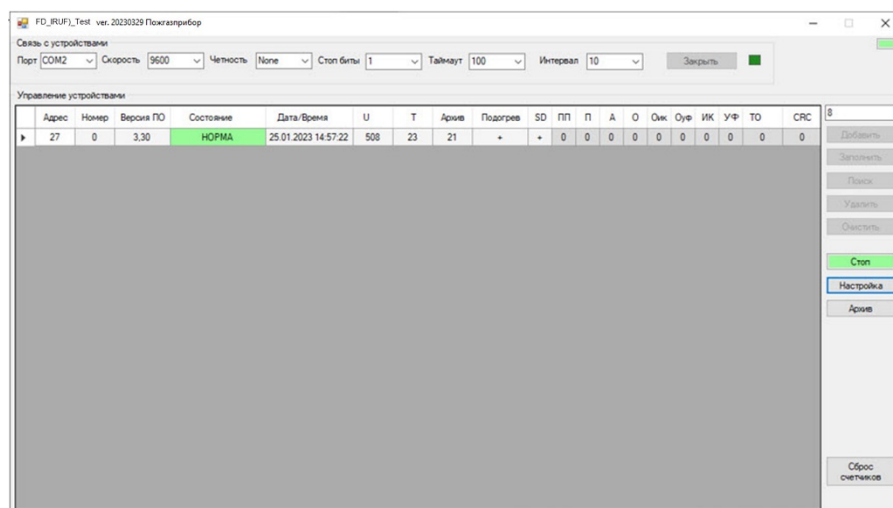 FD_IRUF)_Test ver. 20230329 Пожгазприбор
Связь с устройствами
Порт COM2 Скорость 9600 Четность None Стоп биты 1 Таймаут 100 Интервал 10 Закрыть
Управление устройствами
Адрес Номер Версия ПО Состояние Дата/Время U T Архив Подогрев SD ПП П А О Оик Оуф ИК УФ ТО CRC
27 0 3,30 НОРМА 25.01.2023 14:57:22 508 23 21 + + 0 0 0 0 0 0 0 0 0 0
8
Добавить
Заполнить
Поиск
Удалить
Очистить
Стоп
Настройка
Архив
Сброс
счетчиков